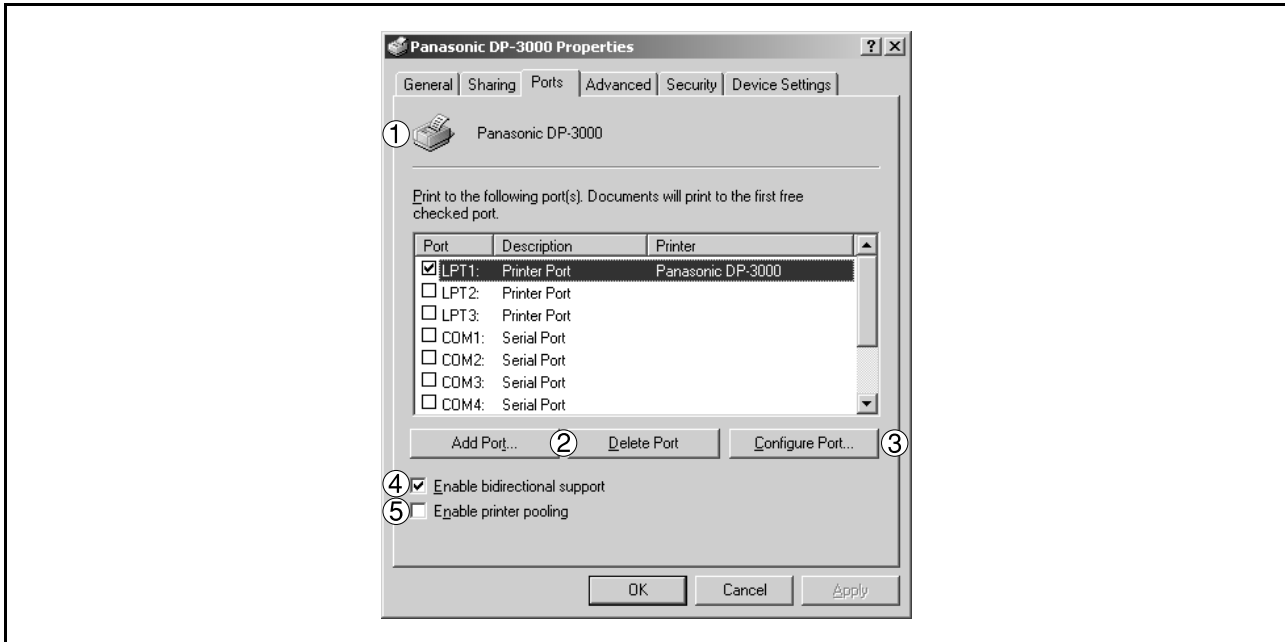 Panasonic DP-3000 Properties
? X
General Sharing Ports Advanced Security Device Settings
1 Panasonic DP-3000
Print to the following port(s). Documents will print to the first free
checked port.
Port Description Printer
LPT1: Printer Port Panasonic DP-3000
LPT2: Printer Port
LPT3: Printer Port
COM1: Serial Port
COM2: Serial Port
COM3: Serial Port
COM4: Serial Port
Add Port... 2 Delete Port Configure Port... 3
4 Enable bidirectional support
5 Enable printer pooling
OK Cancel Apply